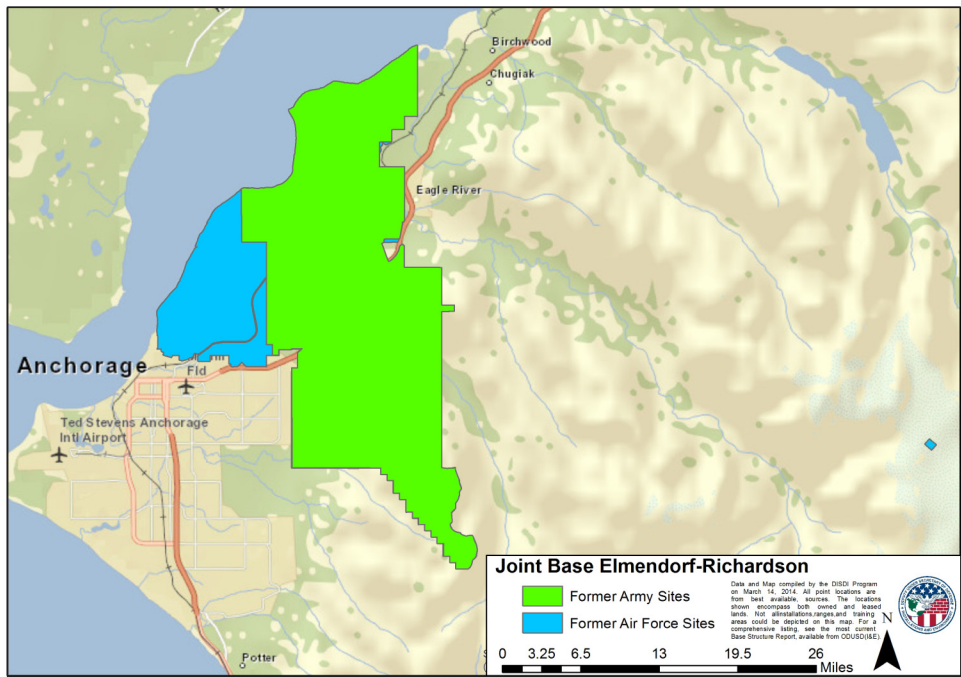 Birchwood
Chugiak
Eagle River
Anchorage
Fld
Ted Stevens Anchorage
Intl Airport
Potter
Joint Base Elmendorf-Richardson
Former Army Sites
Former Air Force Sites
Data and Map compiled by the DISDI Program
on March 14, 2014. All point locations are
from best available, sources. The locations
shown encompass both owned and leased
lands. Not allinstallations,ranges,and training
areas could be depicted on this map. For a
comprehensive listing, see the most current
Base Structure Report, available from ODUSD(I&E).
N
0 3.25 6.5 13 19.5 26
Miles